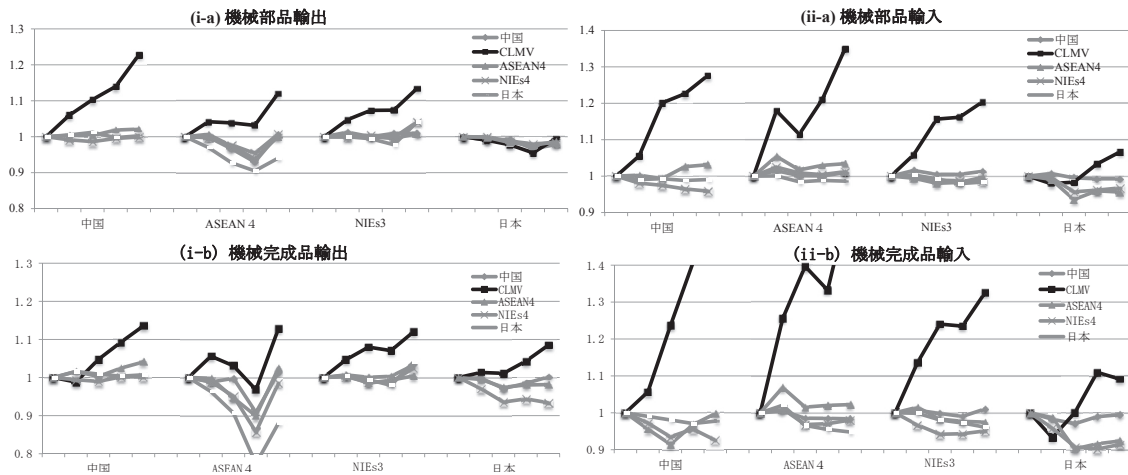 (i-a) 機械部品輸出
1.3
1.2
1.1
1
0.9
0.8
中国
CLMV
ASEAN4
NIEs4
日本
中国
ASEAN 4
NIEs3
日本
(ii-a) 機械部品輸入
1.4
1.3
1.2
1.1
1
0.9
中国
CLMV
ASEAN4
NIEs4
日本
中国
ASEAN 4
NIEs3
日本
(i-b) 機械完成品輸出
1.3
1.2
1.1
1
0.9
0.8
中国
CLMV
ASEAN4
NIEs4
日本
中国
ASEAN 4
NIEs3
日本
(ii-b) 機械完成品輸入
1.4
1.3
1.2
1.1
1
0.9
中国
CLMV
ASEAN4
NIEs4
日本
中国
ASEAN 4
NIEs3
日本